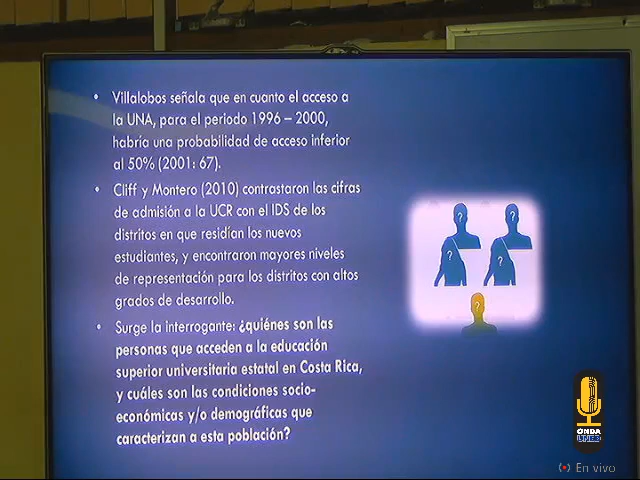 • Villalobos señala que en cuanto el acceso a
la UNA, para el periodo 1996 – 2000,
habría una probabilidad de acceso inferior
al 50% (2001: 67).
• Cliff y Montero (2010) contrastaron las cifras
de admisión a la UCR con el IDS de los
distritos en que residían los nuevos
estudiantes, y encontraron mayores niveles
de representación para los distritos con altos
grados de desarrollo.
• Surge la interrogante: ¿quiénes son las
personas que acceden a la educación
superior universitaria estatal en Costa Rica,
y cuáles son las condiciones socio-
económicas y/o demográficas que
caracterizan a esta población?
? ?
? ?
?
ONDA
UNED
En vivo